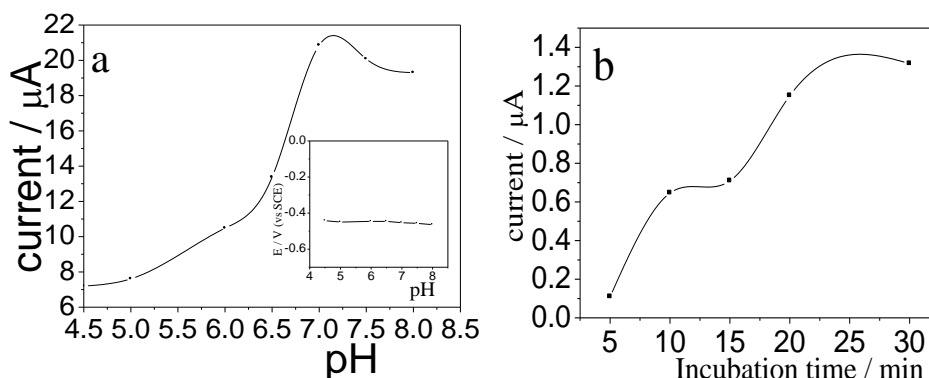 a
current / μA
22
20
18
16
14
12
10
8
6
4.5 5.0 5.5 6.0 6.5 7.0 7.5 8.0 8.5
pH
E / V (vs SCE)
0.0
-0.2
-0.4
-0.6
4 5 6 7 8
pH
b
current / μA
1.4
1.2
1.0
0.8
0.6
0.4
0.2
0.0
5 10 15 20 25 30
Incubation time / min